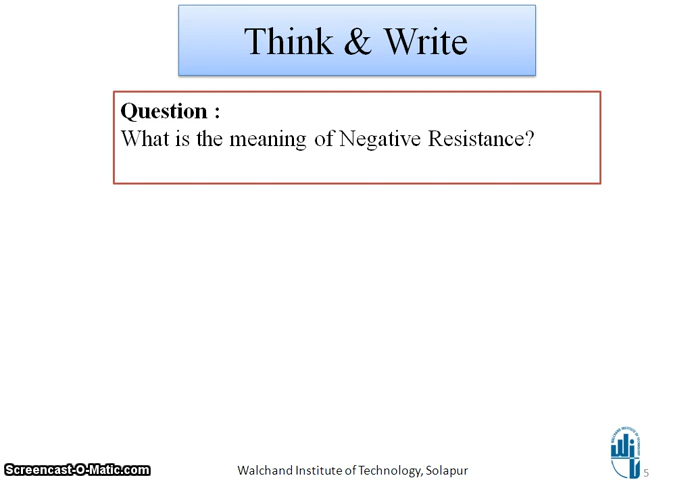 Think & Write
Question :
What is the meaning of Negative Resistance?
Screencast-O-Matic.com
Walchand Institute of Technology, Solapur
5